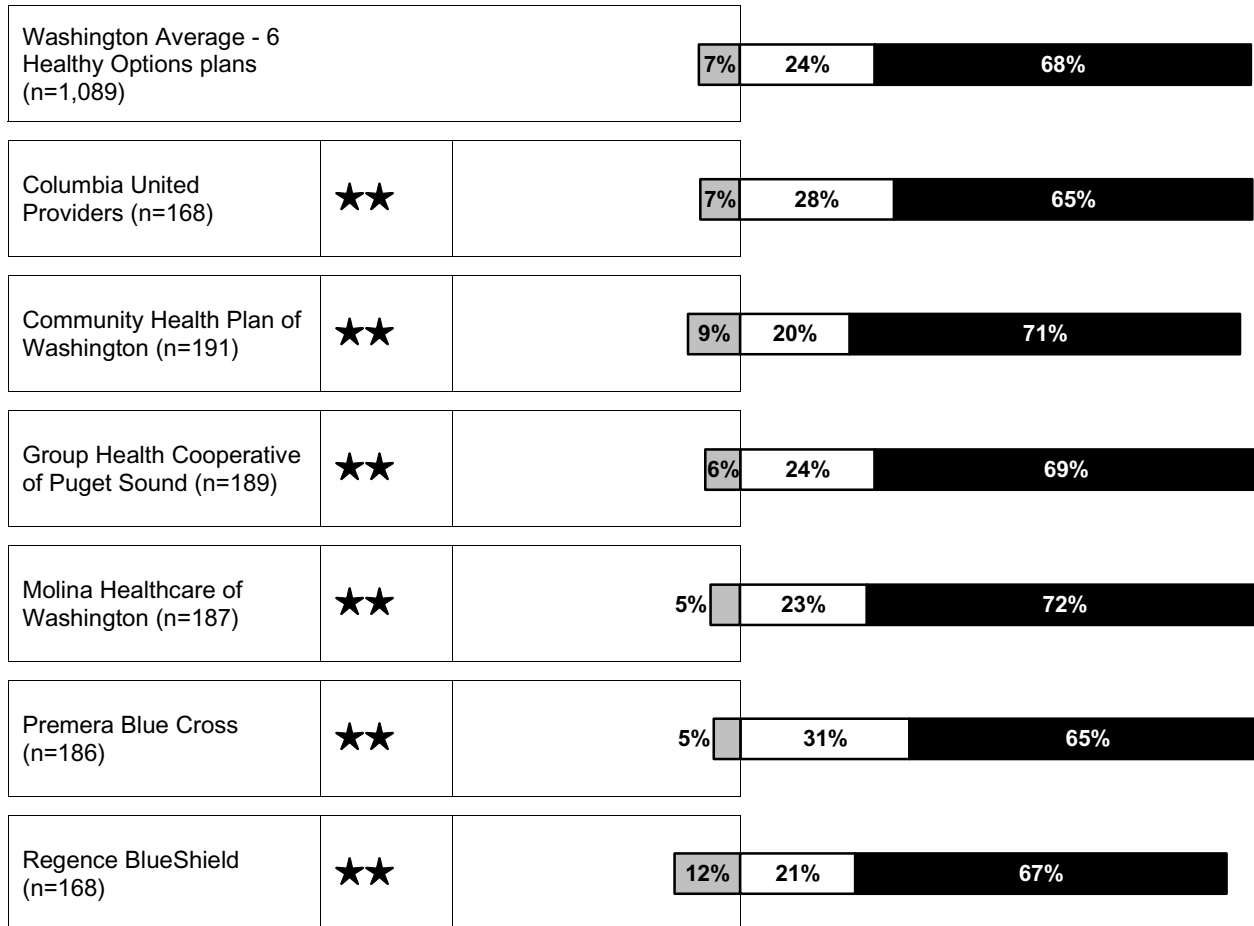 Washington Average - 6
Healthy Options plans
(n=1,089)
7% 24% 68%
Columbia United
Providers (n=168)
★★
7% 28% 65%
Community Health Plan of
Washington (n=191)
★★
9% 20% 71%
Group Health Cooperative
of Puget Sound (n=189)
★★
6% 24% 69%
Molina Healthcare of
Washington (n=187)
★★
5% 23% 72%
Premera Blue Cross
(n=186)
★★
5% 31% 65%
Regence BlueShield
(n=168)
★★
12% 21% 67%